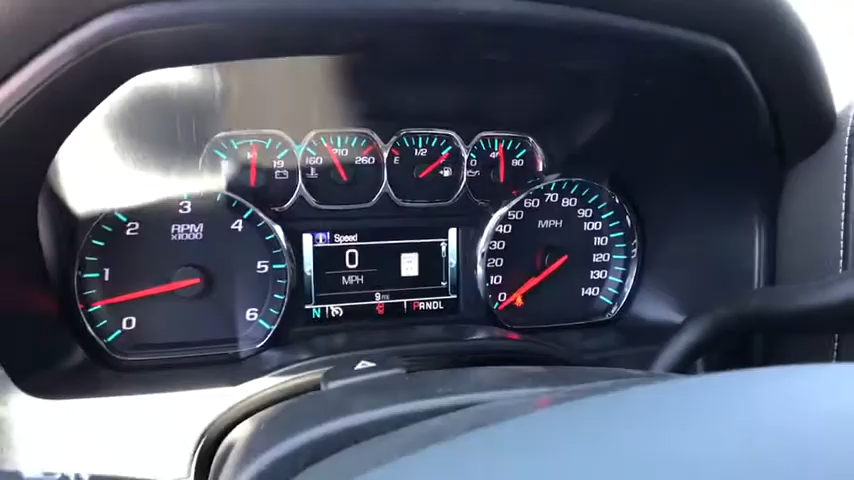 19
160 210 260
E 1/2 F
0 40 80
RPM
X1000
0 1 2 3 4 5 6
Speed
0
MPH
9 mi
N PRNDL
MPH
0 10 20 30 40 50 60 70 80 90 100 110 120 130 140